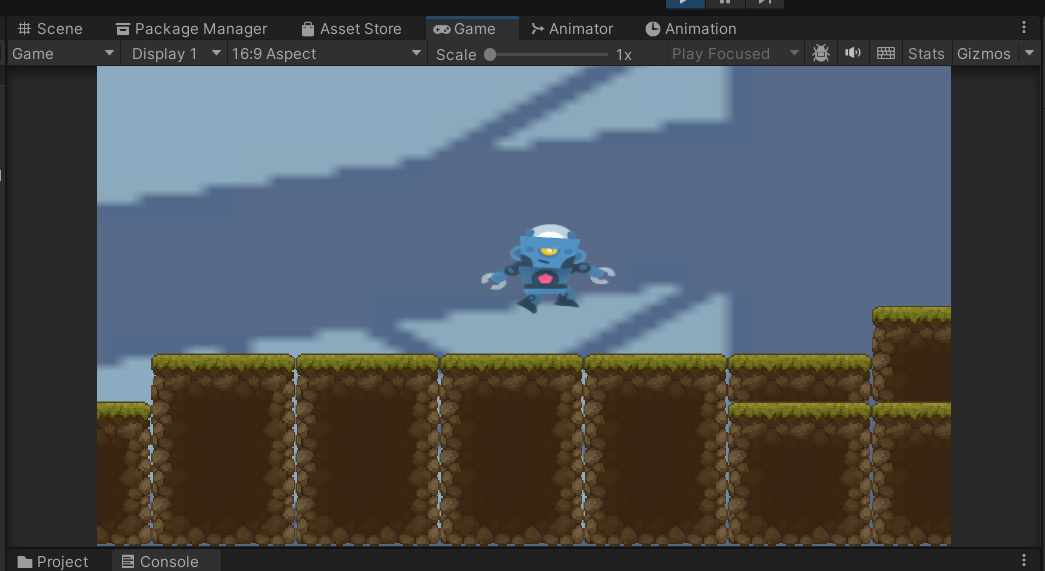 Scene Package Manager Asset Store Game Animator Animation
Game Display 1 16:9 Aspect Scale 1x Play Focused Stats Gizmos
Project Console